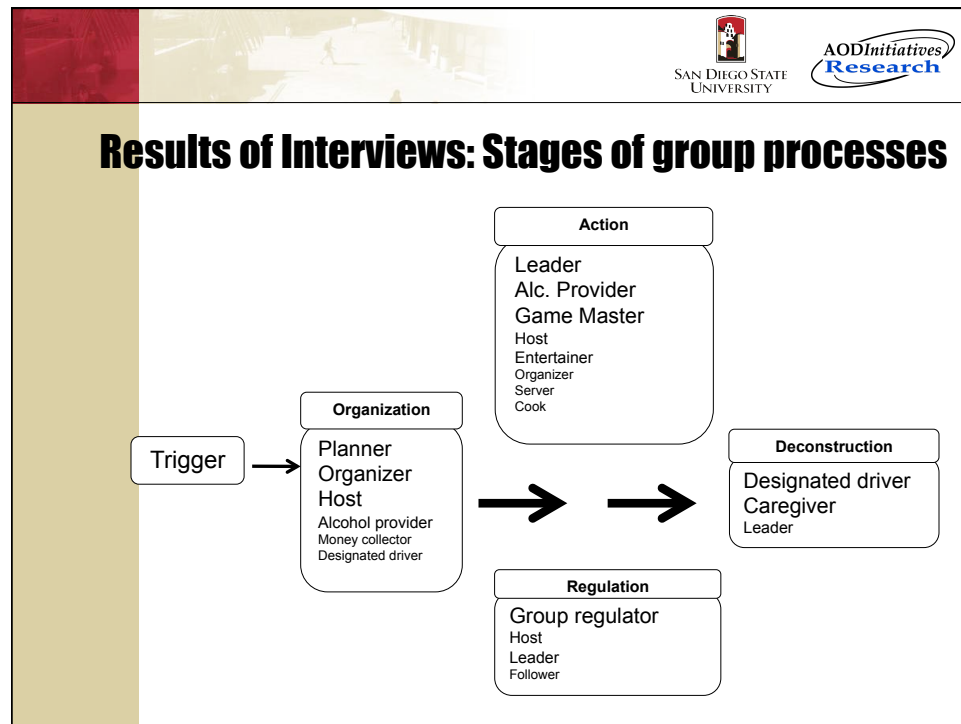 SAN DIEGO STATE
UNIVERSITY
AODInitiatives
Research
Results of Interviews: Stages of group processes
Trigger
Organization
Planner
Organizer
Host
Alcohol provider
Money collector
Designated driver
Action
Leader
Alc. Provider
Game Master
Host
Entertainer
Organizer
Server
Cook
Regulation
Group regulator
Host
Leader
Follower
Deconstruction
Designated driver
Caregiver
Leader